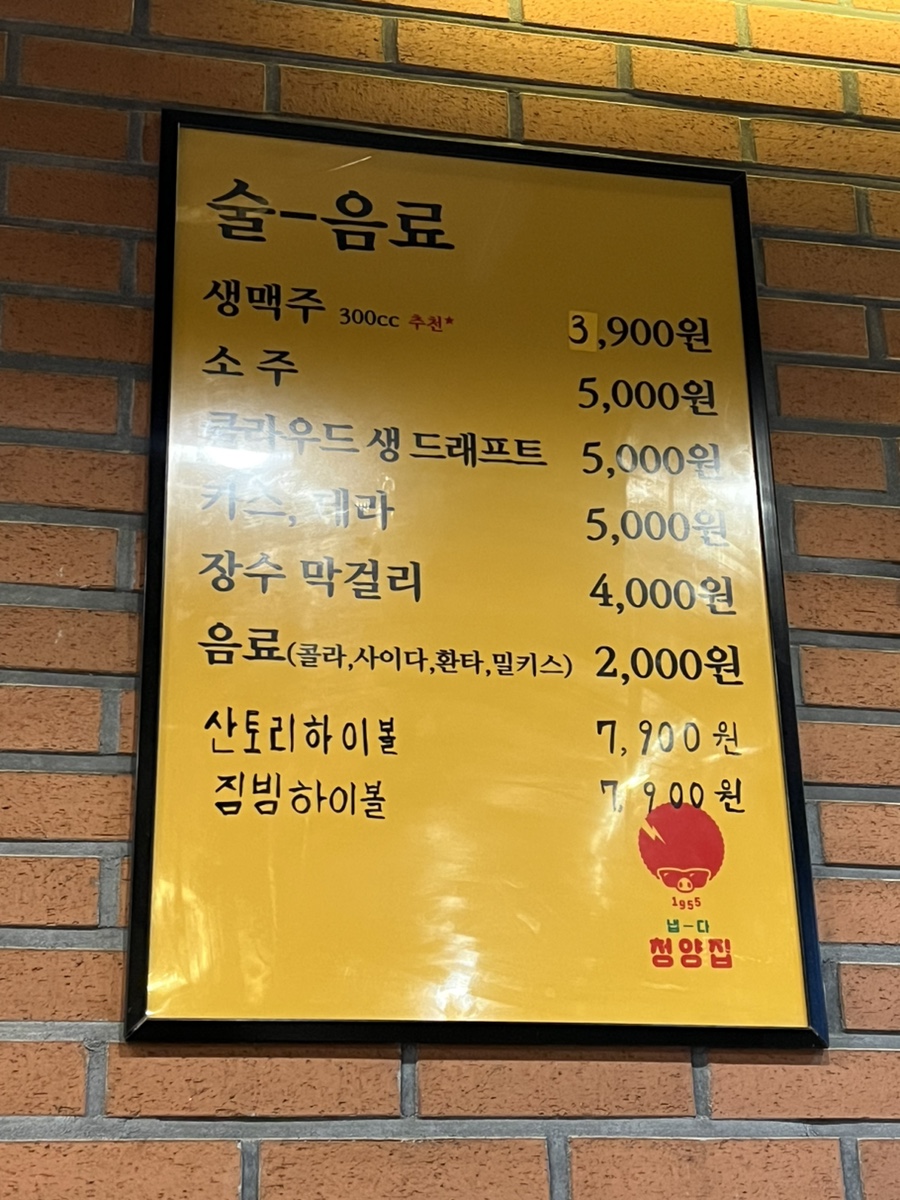 술-음료
생맥주 300cc 추천* 3,900원
소주 5,000원
클라우드 생 드래프트 5,000원
카스, 테라 5,000원
장수 막걸리 4,000원
음료(콜라,사이다,환타,밀키스) 2,000원
산토리하이볼 7,900원
짐빔하이볼 7,900원
1955
냅-다
청양집